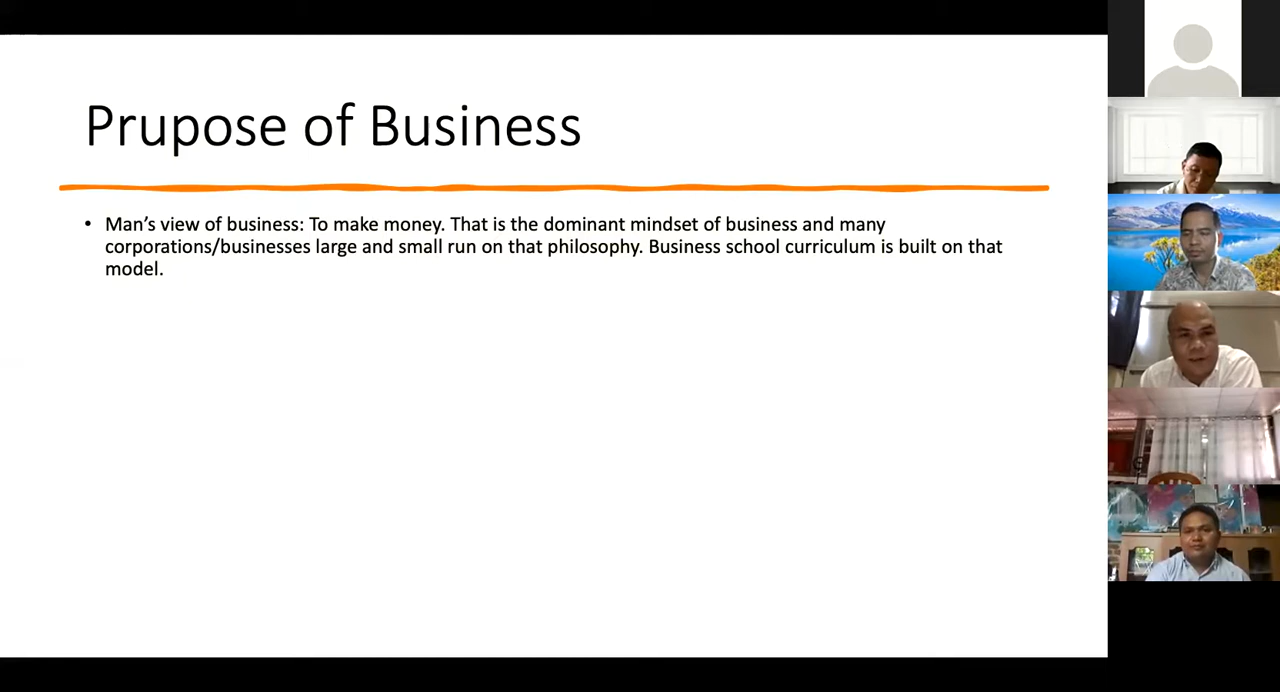 Prupose of Business
• Man’s view of business: To make money. That is the dominant mindset of business and many
corporations/businesses large and small run on that philosophy. Business school curriculum is built on that
model.